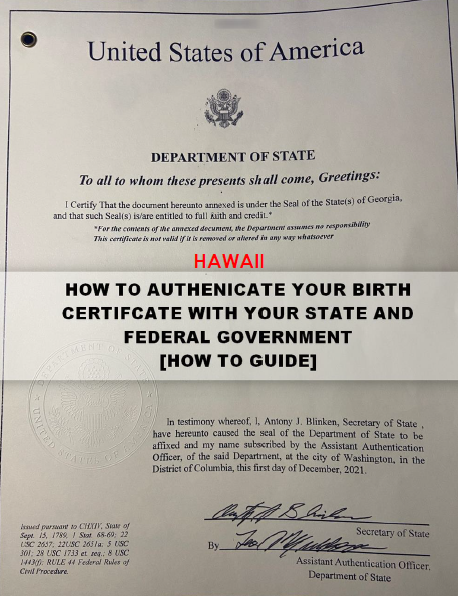 United States of America
DEPARTMENT OF STATE
To all to whom these presents shall come, Greetings:
I Certify That the document hereunto annexed is under the Seal of the State(s) of Georgia,
and that such Seal(s) is/are entitled to full faith and credit.*
*For the contents of the annexed document, the Department assumes no responsibility
This certificate is not valid if it is removed or altered in any way whatsoever
HAWAII
HOW TO AUTHENICATE YOUR BIRTH
CERTIFCATE WITH YOUR STATE AND
FEDERAL GOVERNMENT
[HOW TO GUIDE]
In testimony whereof, I, Antony J. Blinken, Secretary of State ,
have hereunto caused the seal of the Department of State to be
affixed and my name subscribed by the Assistant Authentication
Officer, of the said Department, at the city of Washington, in the
District of Columbia, this first day of December, 2021.
Issued pursuant to CHXIV, State of
Sept. 15, 1789, 1 Stat. 68-69; 22
USC 2657; 22USC 2651a; 5 USC
301; 28 USC 1733 et. seq.; 8 USC
1443(f); RULE 44 Federal Rules of
Civil Procedure.
Secretary of State
By
Assistant Authentication Officer,
Department of State